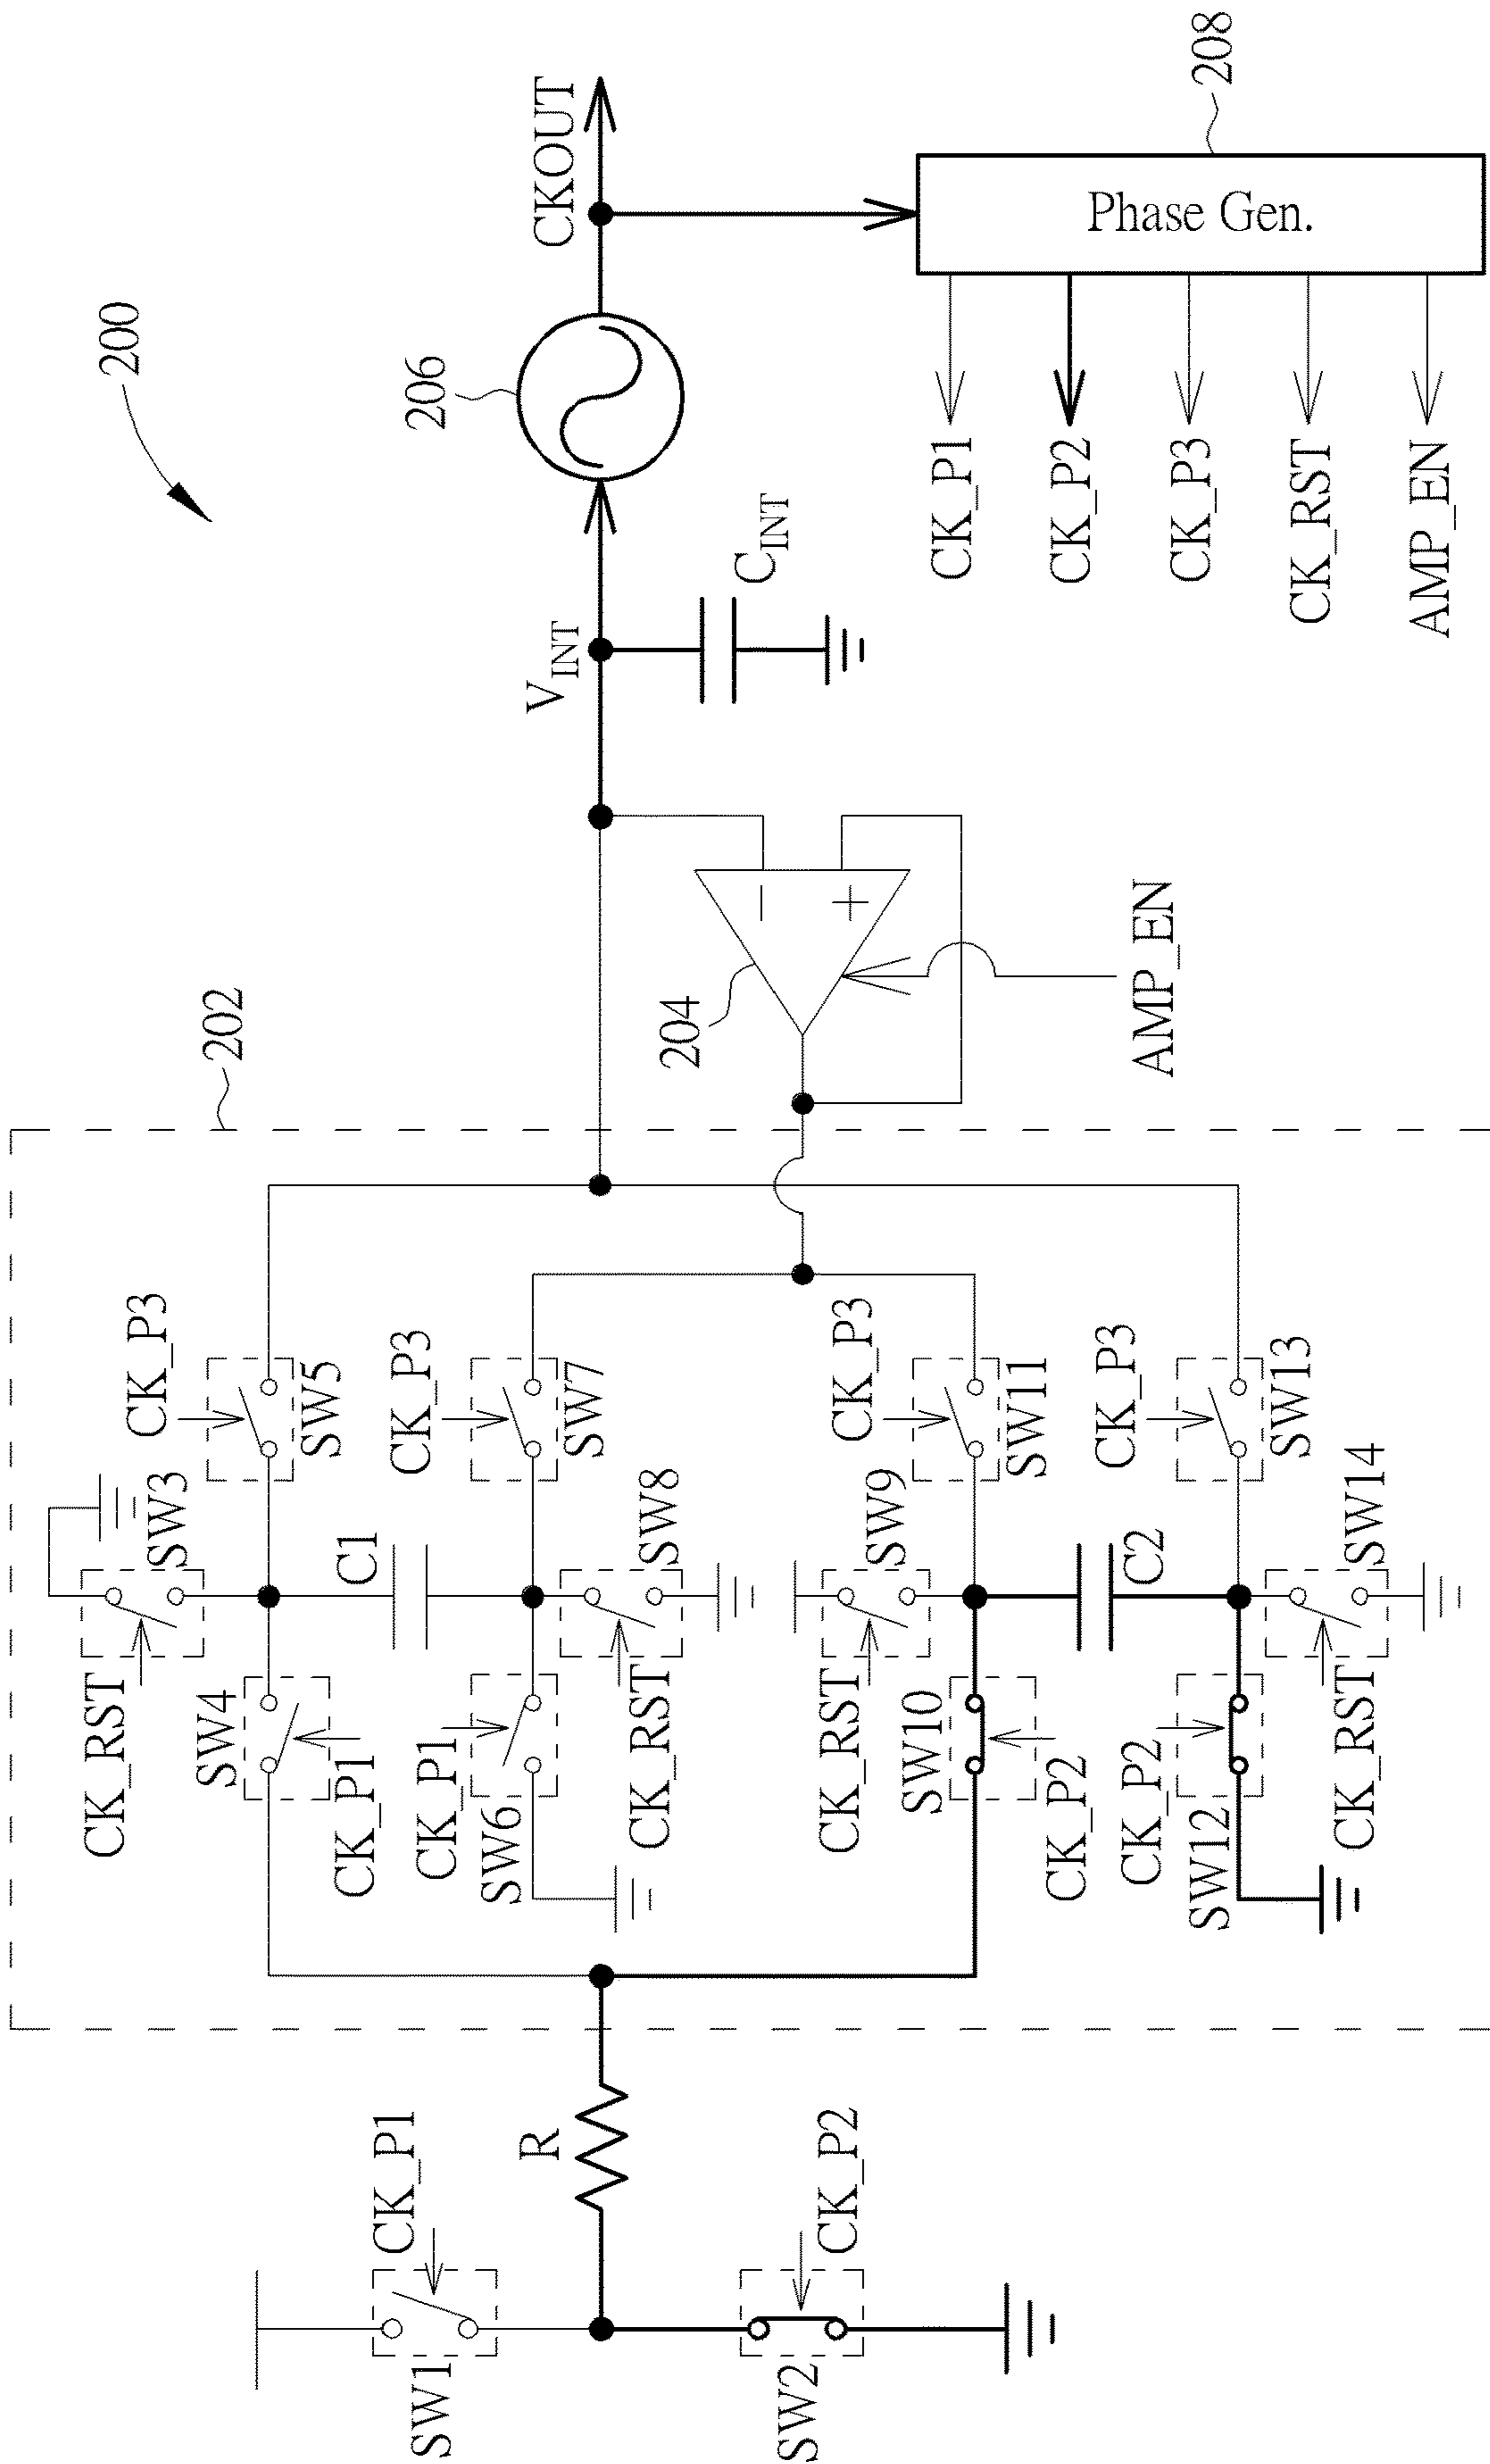 200
202
CK_P3
SW5
SW3
CK_RST
SW4
CK_P1
C1
CK_P3
SW7
CK_P1
SW6
SW8
CK_RST
CK_P1
SW1
R
CK_P2
SW2
CK_P3
SW11
SW9
CK_RST
SW10
CK_P2
C2
CK_P3
SW13
CK_P2
SW12
SW14
CK_RST
204
AMP_EN
V_INT
C_INT
206
CKOUT
208
Phase Gen.
CK_P1
CK_P2
CK_P3
CK_RST
AMP_EN